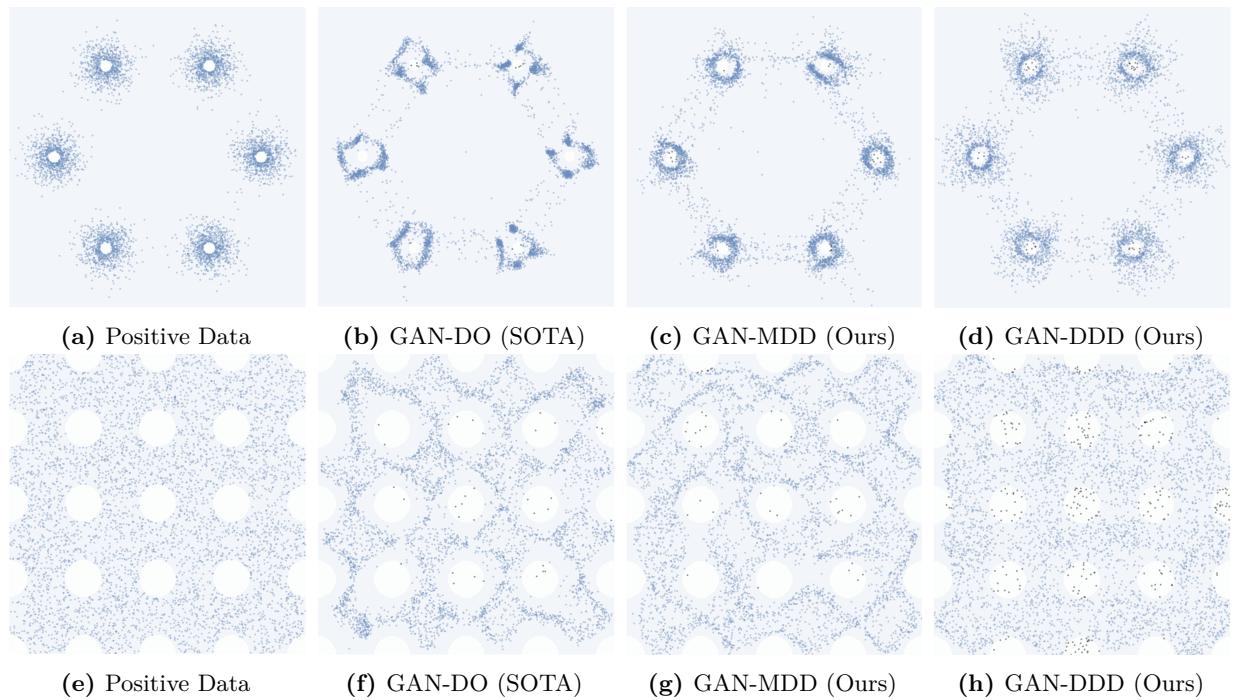 (a) Positive Data (b) GAN-DO (SOTA) (c) GAN-MDD (Ours) (d) GAN-DDD (Ours)
(e) Positive Data (f) GAN-DO (SOTA) (g) GAN-MDD (Ours) (h) GAN-DDD (Ours)